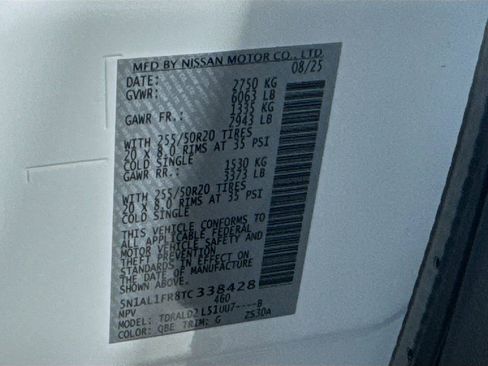 MFD BY NISSAN MOTOR CO., LTD.
DATE: 08/25
GVWR: 2750 KG
6063 LB
GAWR FR.: 1335 KG
2943 LB
WITH 255/50R20 TIRES
20 X 8.0 RIMS AT 35 PSI
COLD SINGLE
GAWR RR.: 1530 KG
3373 LB
WITH 255/50R20 TIRES
20 X 8.0 RIMS AT 35 PSI
COLD SINGLE
THIS VEHICLE CONFORMS TO
ALL APPLICABLE FEDERAL
MOTOR VEHICLE SAFETY AND
THEFT PREVENTION
STANDARDS IN EFFECT ON
THE DATE OF MANUFACTURE
SHOWN ABOVE.
5N1AL1FR8TC338428
MPV 460
MODEL: TDRALD2L51UU7----B
COLOR: QBE TRIM: G ZS30A